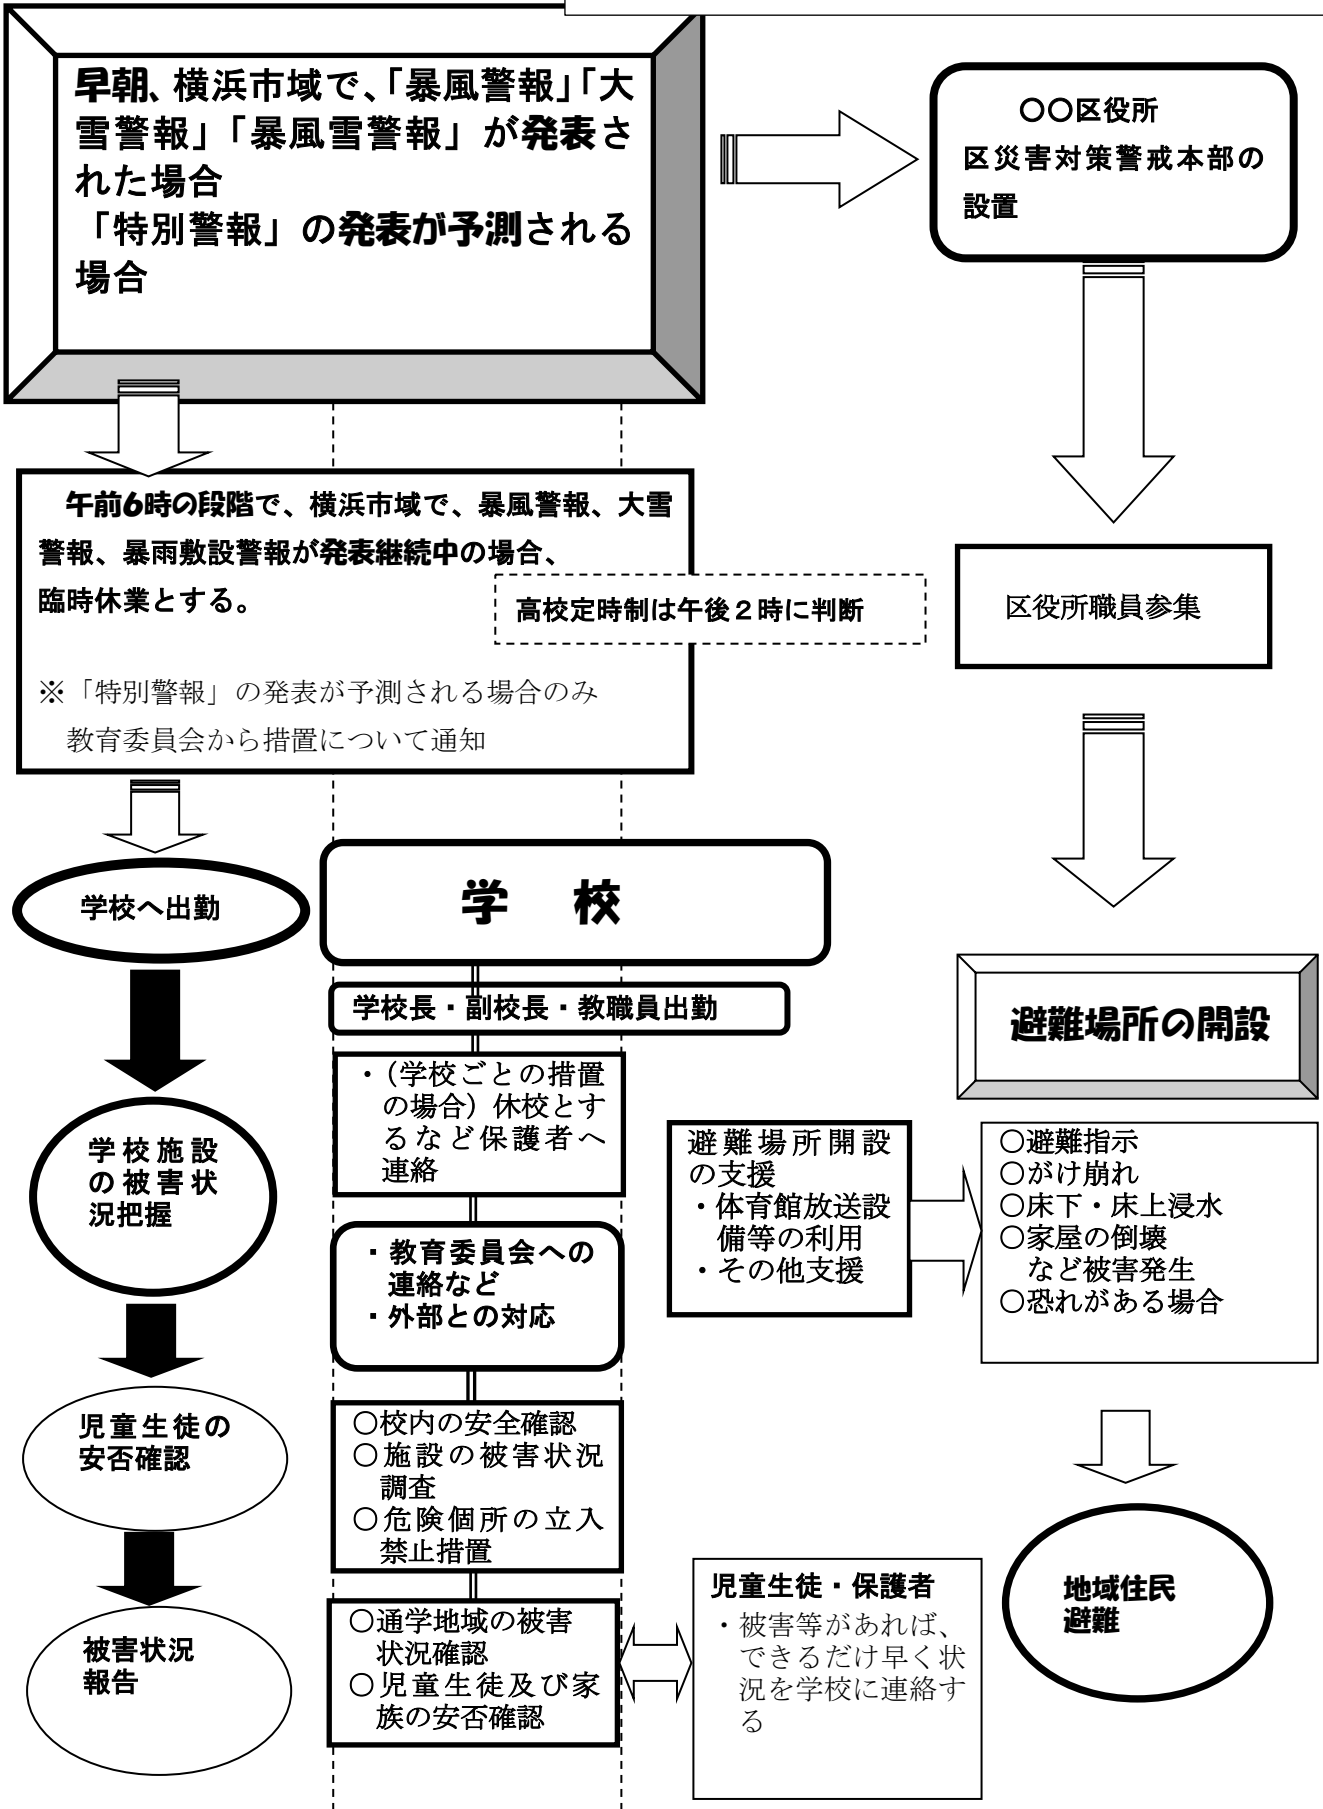 早朝、横浜市域で、「暴風警報」「大
雪警報」「暴風雪警報」が発表さ
れた場合
「特別警報」の発表が予測される
場合
〇〇区役所
区災害対策警戒本部の
設置
午前6時の段階で、横浜市域で、暴風警報、大雪
警報、暴雨敷設警報が発表継続中の場合、
臨時休業とする。
高校定時制は午後２時に判断
※「特別警報」の発表が予測される場合のみ
教育委員会から措置について通知
区役所職員参集
学校へ出勤
学　校
学校長・副校長・教職員出勤
・（学校ごとの措置
の場合）休校とす
るなど保護者へ
連絡
避難場所の開設
学校施設
の被害状
況把握
避難場所開設
の支援
・体育館放送設
備等の利用
・その他支援
〇避難指示
〇がけ崩れ
〇床下・床上浸水
〇家屋の倒壊
など被害発生
〇恐れがある場合
・教育委員会への
連絡など
・外部との対応
児童生徒の
安否確認
〇校内の安全確認
〇施設の被害状況
調査
〇危険個所の立入
禁止措置
地域住民
避難
被害状況
報告
〇通学地域の被害
状況確認
〇児童生徒及び家
族の安否確認
児童生徒・保護者
・被害等があれば、
できるだけ早く状
況を学校に連絡す
る